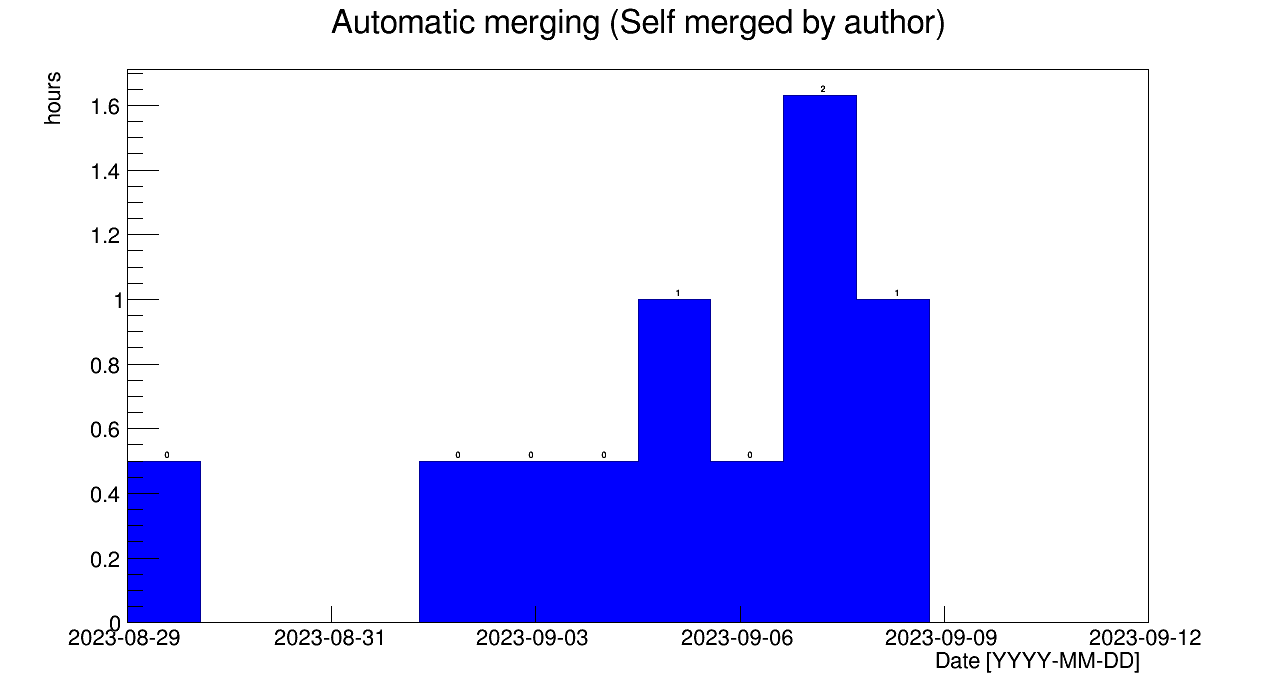 Automatic merging (Self merged by author)
hours
1.6
1.4
1.2
1
0.8
0.6
0.4
0.2
0
0 0 0 0 1 0 2 1
2023-08-29 2023-08-31 2023-09-03 2023-09-06 2023-09-09 2023-09-12
Date [YYYY-MM-DD]